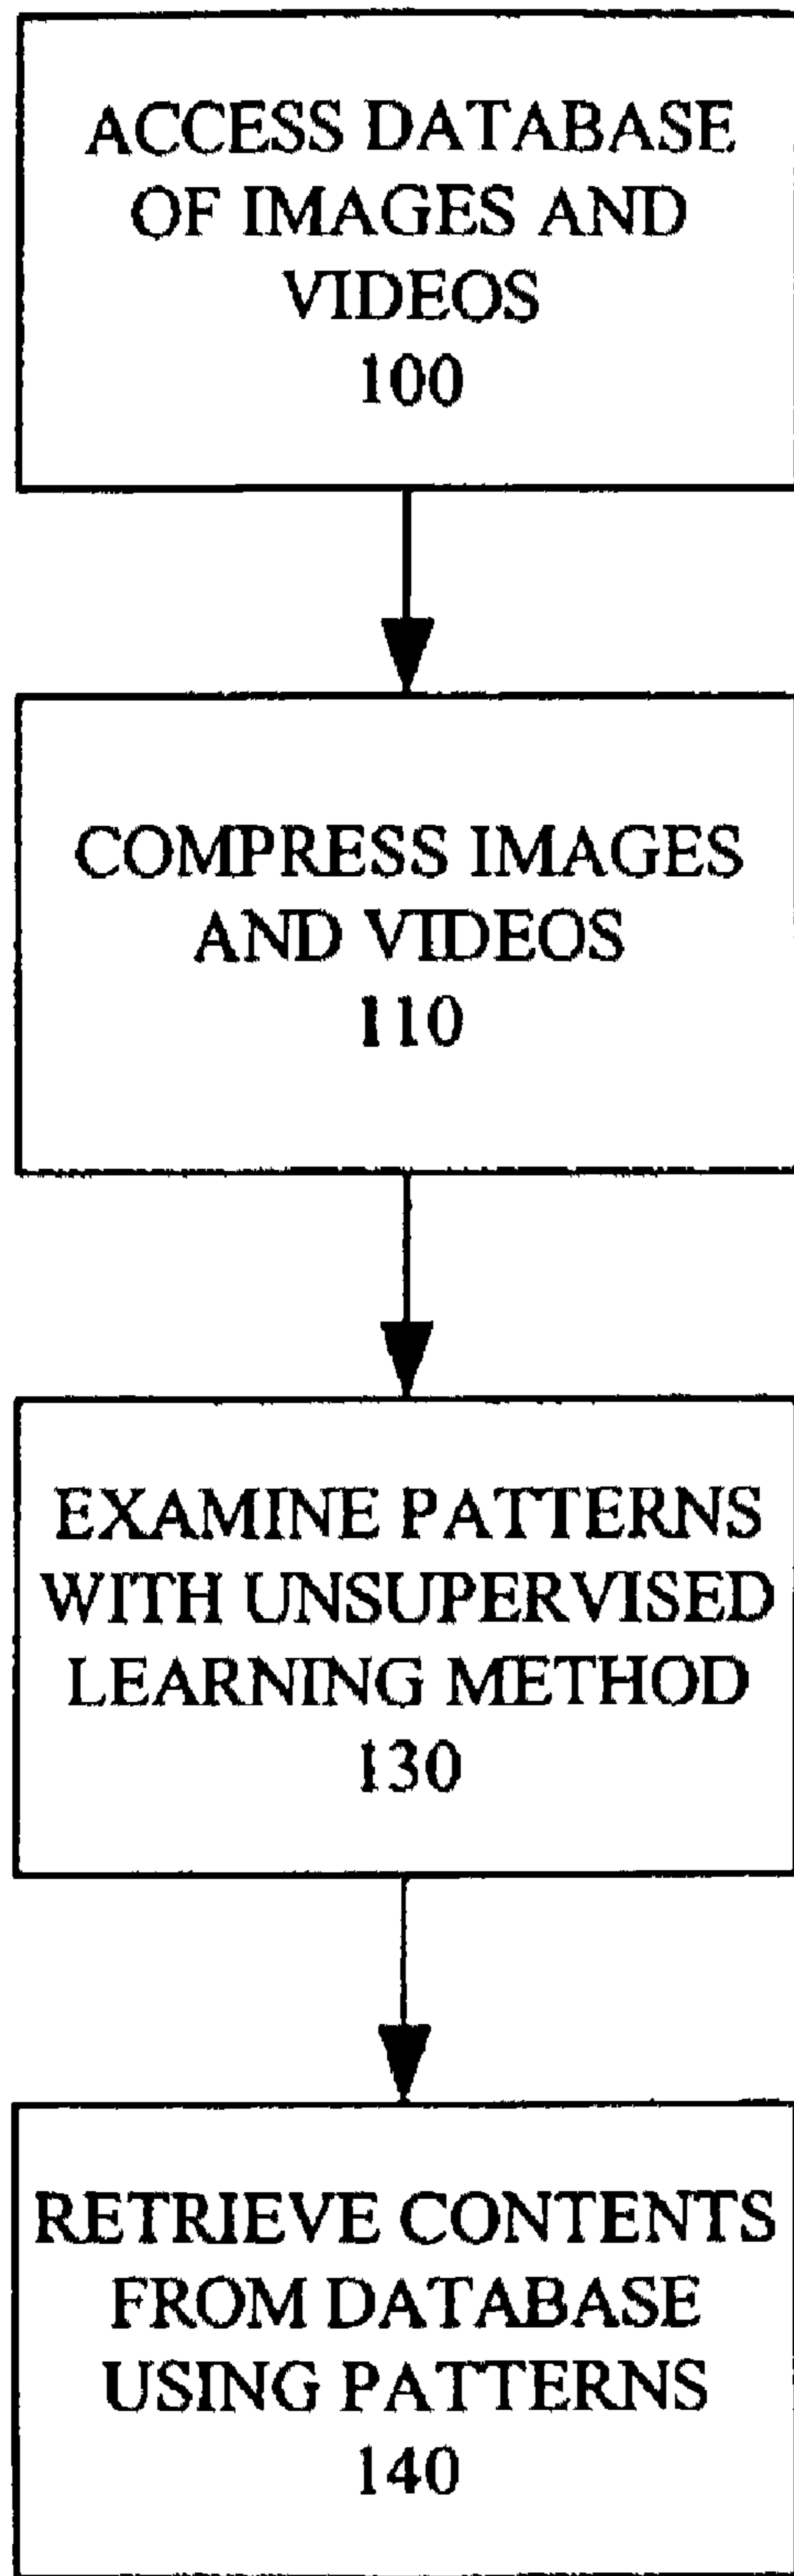 ACCESS DATABASE
OF IMAGES AND
VIDEOS
100
COMPRESS IMAGES
AND VIDEOS
110
EXAMINE PATTERNS
WITH UNSUPERVISED
LEARNING METHOD
130
RETRIEVE CONTENTS
FROM DATABASE
USING PATTERNS
140